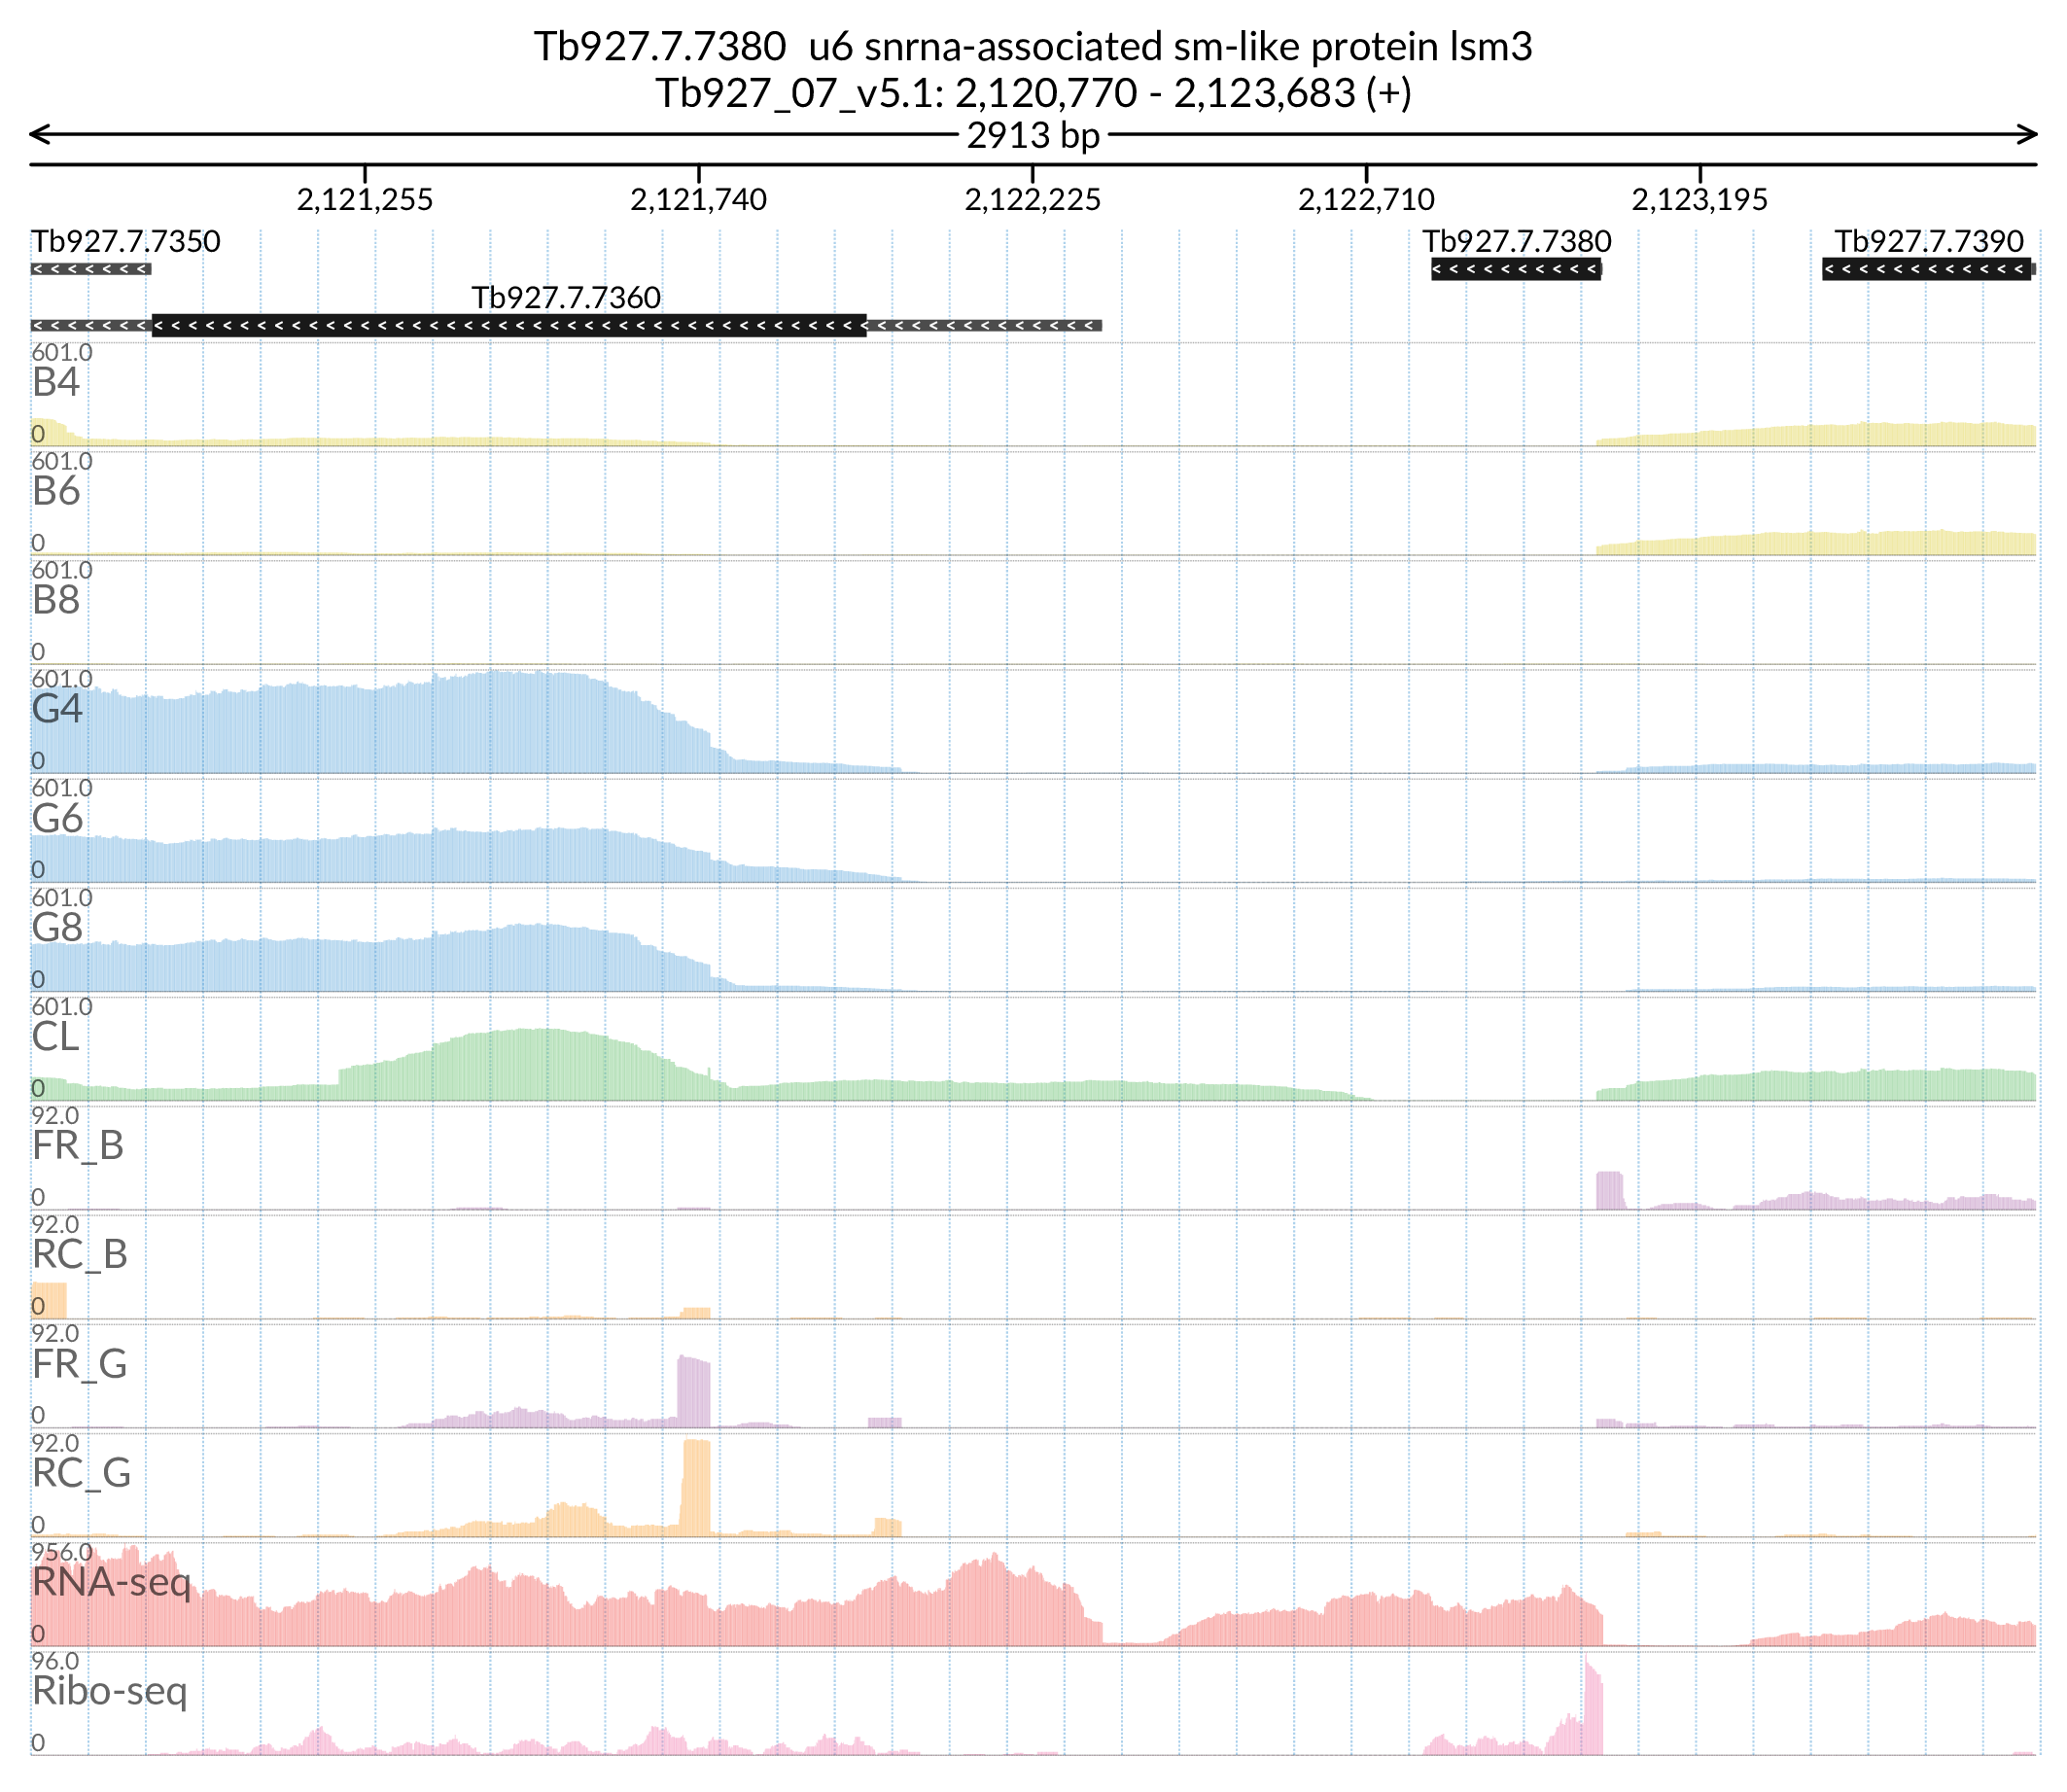 Tb927.7.7380 u6 snrna-associated sm-like protein lsm3
Tb927_07_v5.1: 2,120,770 - 2,123,683 (+)
2913 bp
2,121,255 2,121,740 2,122,225 2,122,710 2,123,195
Tb927.7.7350 Tb927.7.7380 Tb927.7.7390
Tb927.7.7360
601.0
B4
0
601.0
B6
0
601.0
B8
0
601.0
G4
0
601.0
G6
0
601.0
G8
0
601.0
CL
0
92.0
FR_B
0
92.0
RC_B
0
92.0
FR_G
0
92.0
RC_G
0
956.0
RNA-seq
0
96.0
Ribo-seq
0